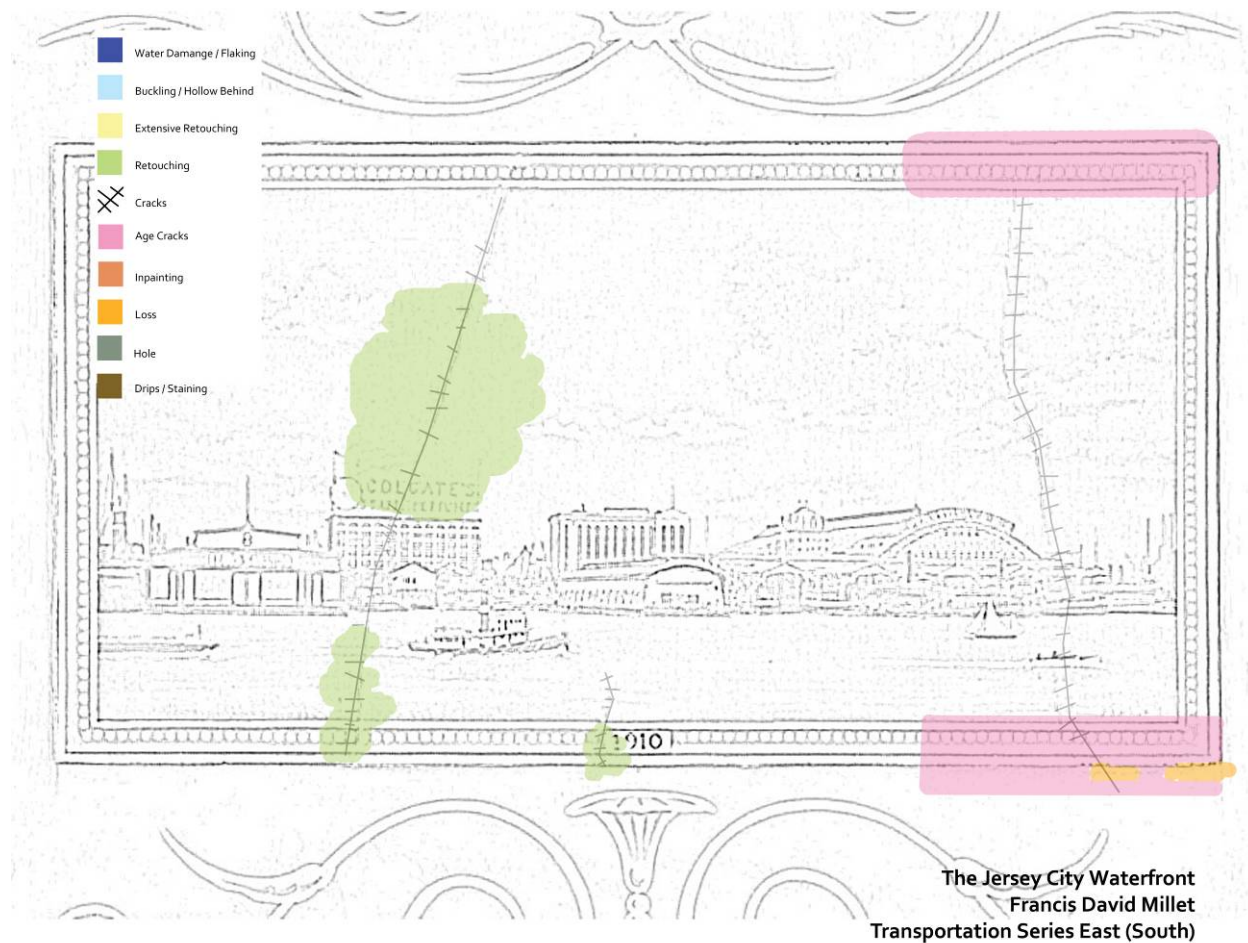 Water Damange / Flaking
Buckling / Hollow Behind
Extensive Retouching
Retouching
Cracks
Age Cracks
Inpainting
Loss
Hole
Drips / Staining
COLGATE'S
1910
The Jersey City Waterfront
Francis David Millet
Transportation Series East (South)